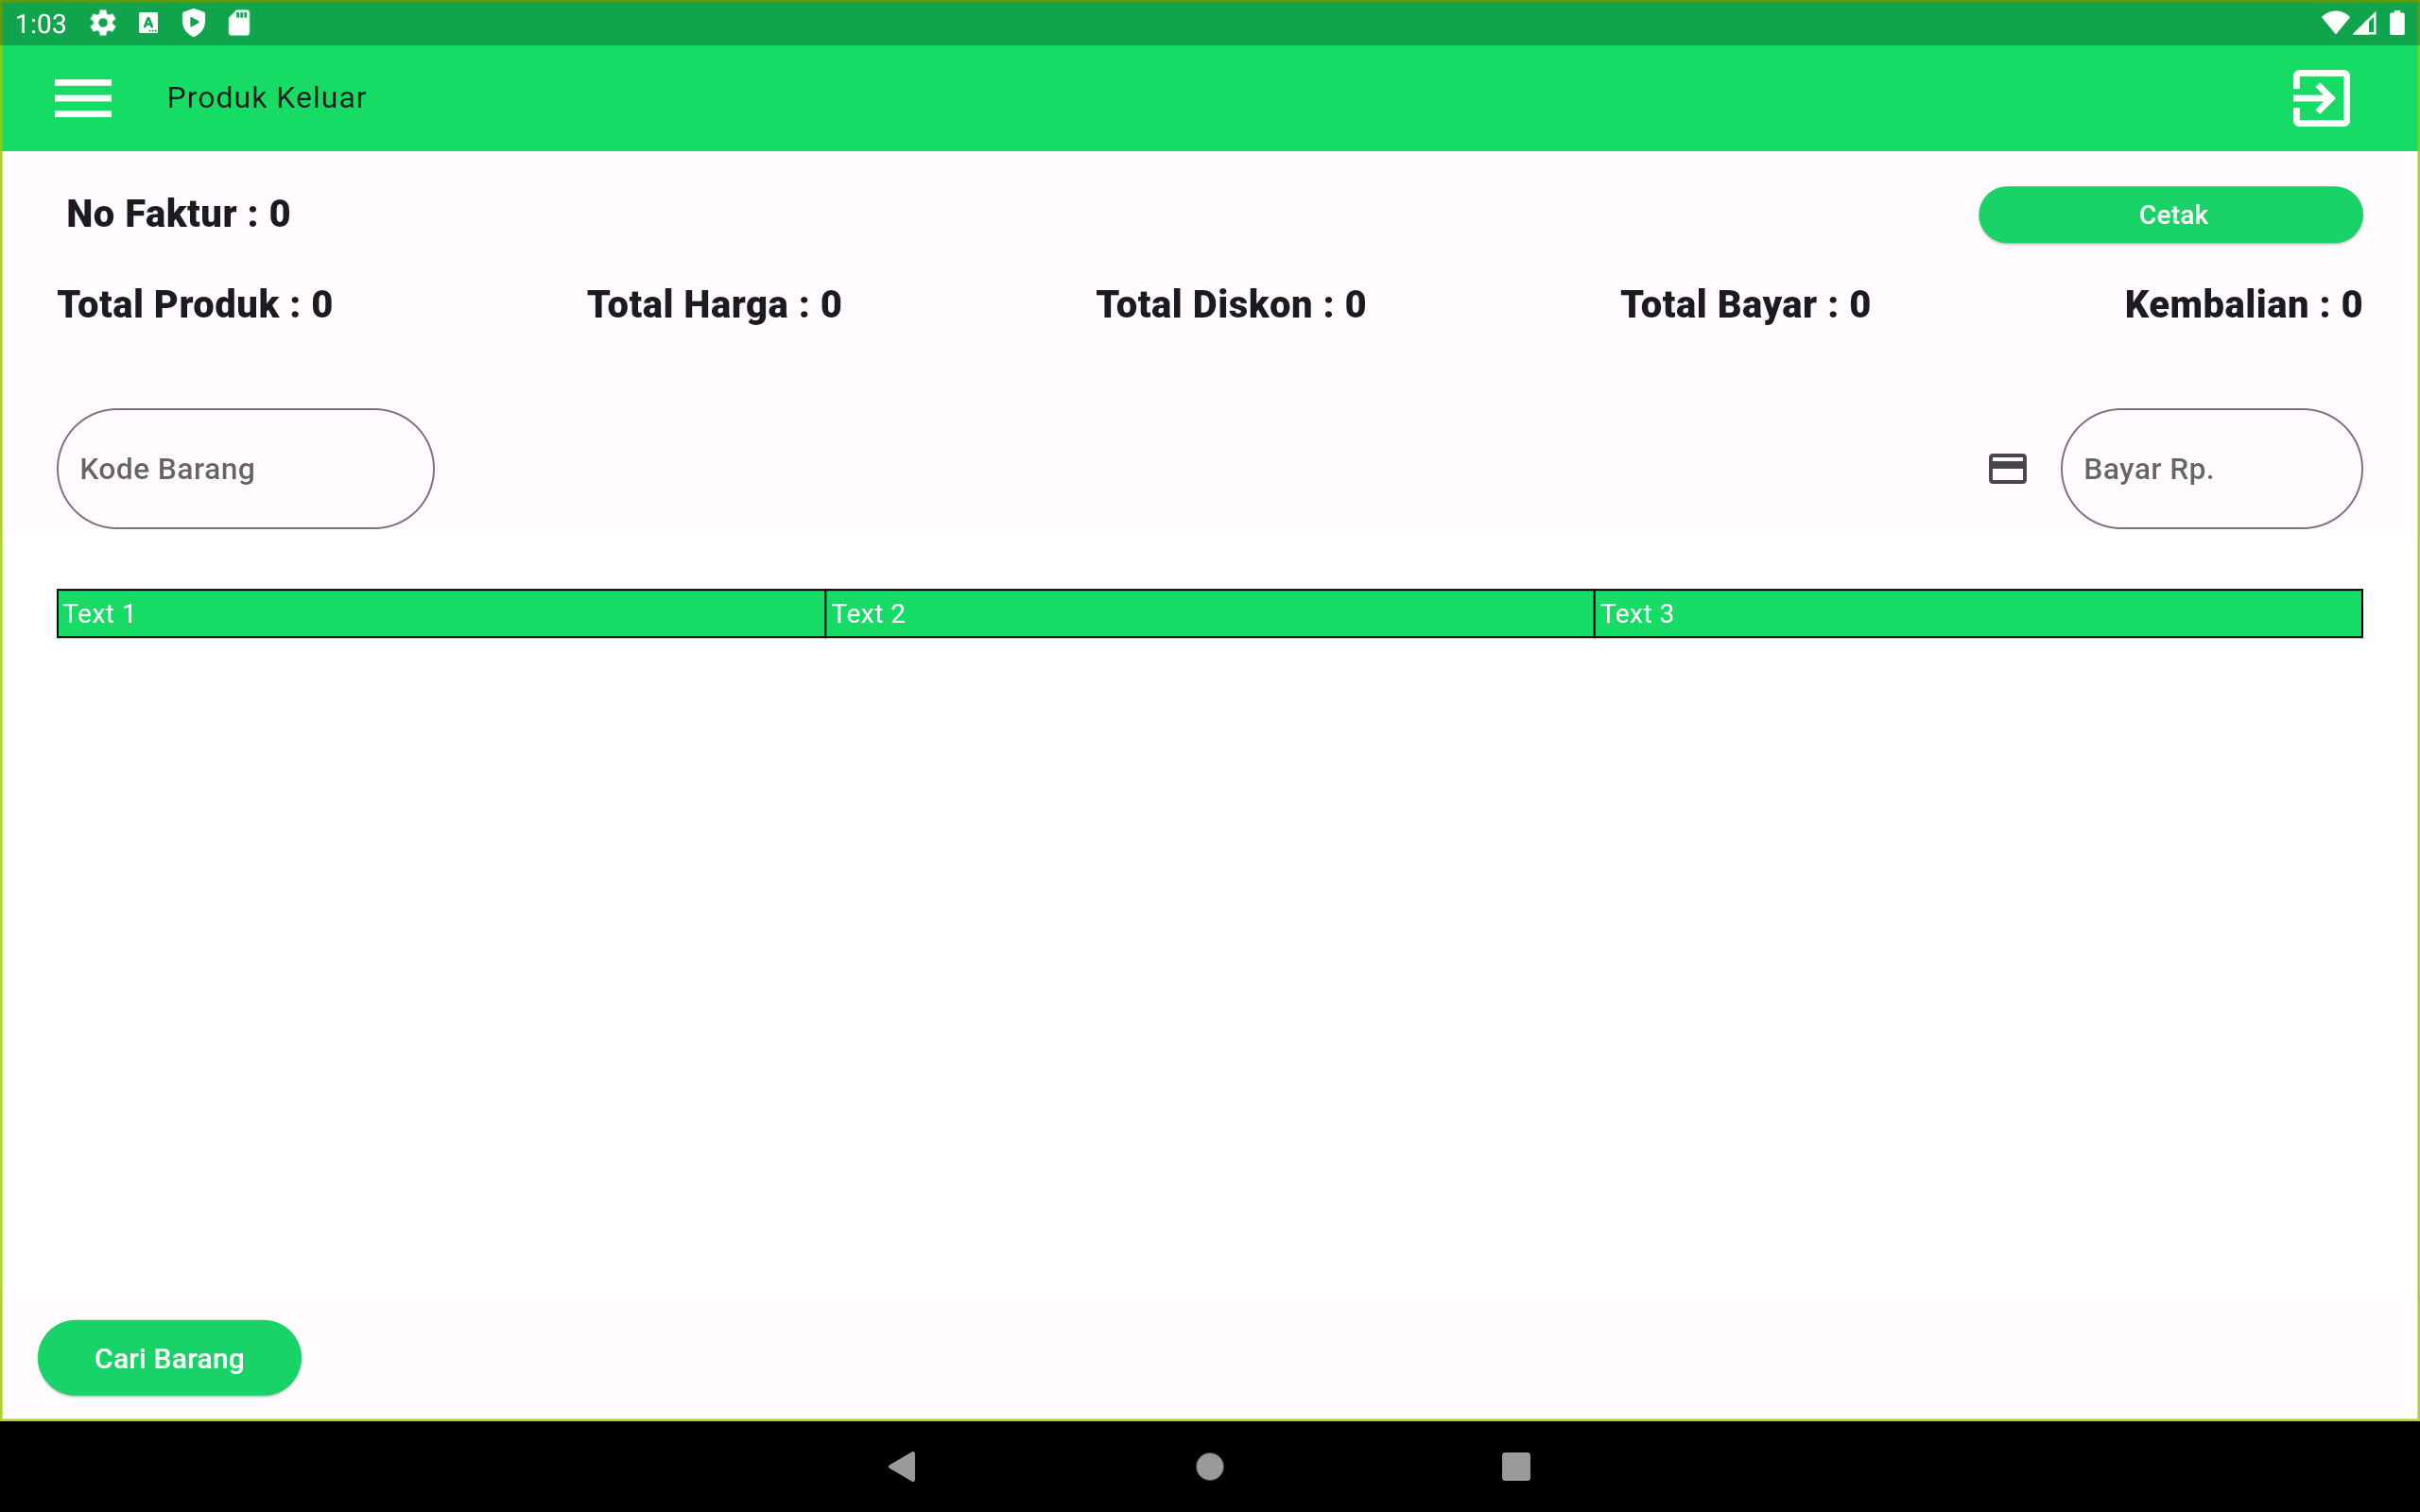 1:03
Produk Keluar
No Faktur : 0
Cetak
Total Produk : 0 Total Harga : 0 Total Diskon : 0 Total Bayar : 0 Kembalian : 0
Kode Barang Bayar Rp.
Text 1 Text 2 Text 3
Cari Barang